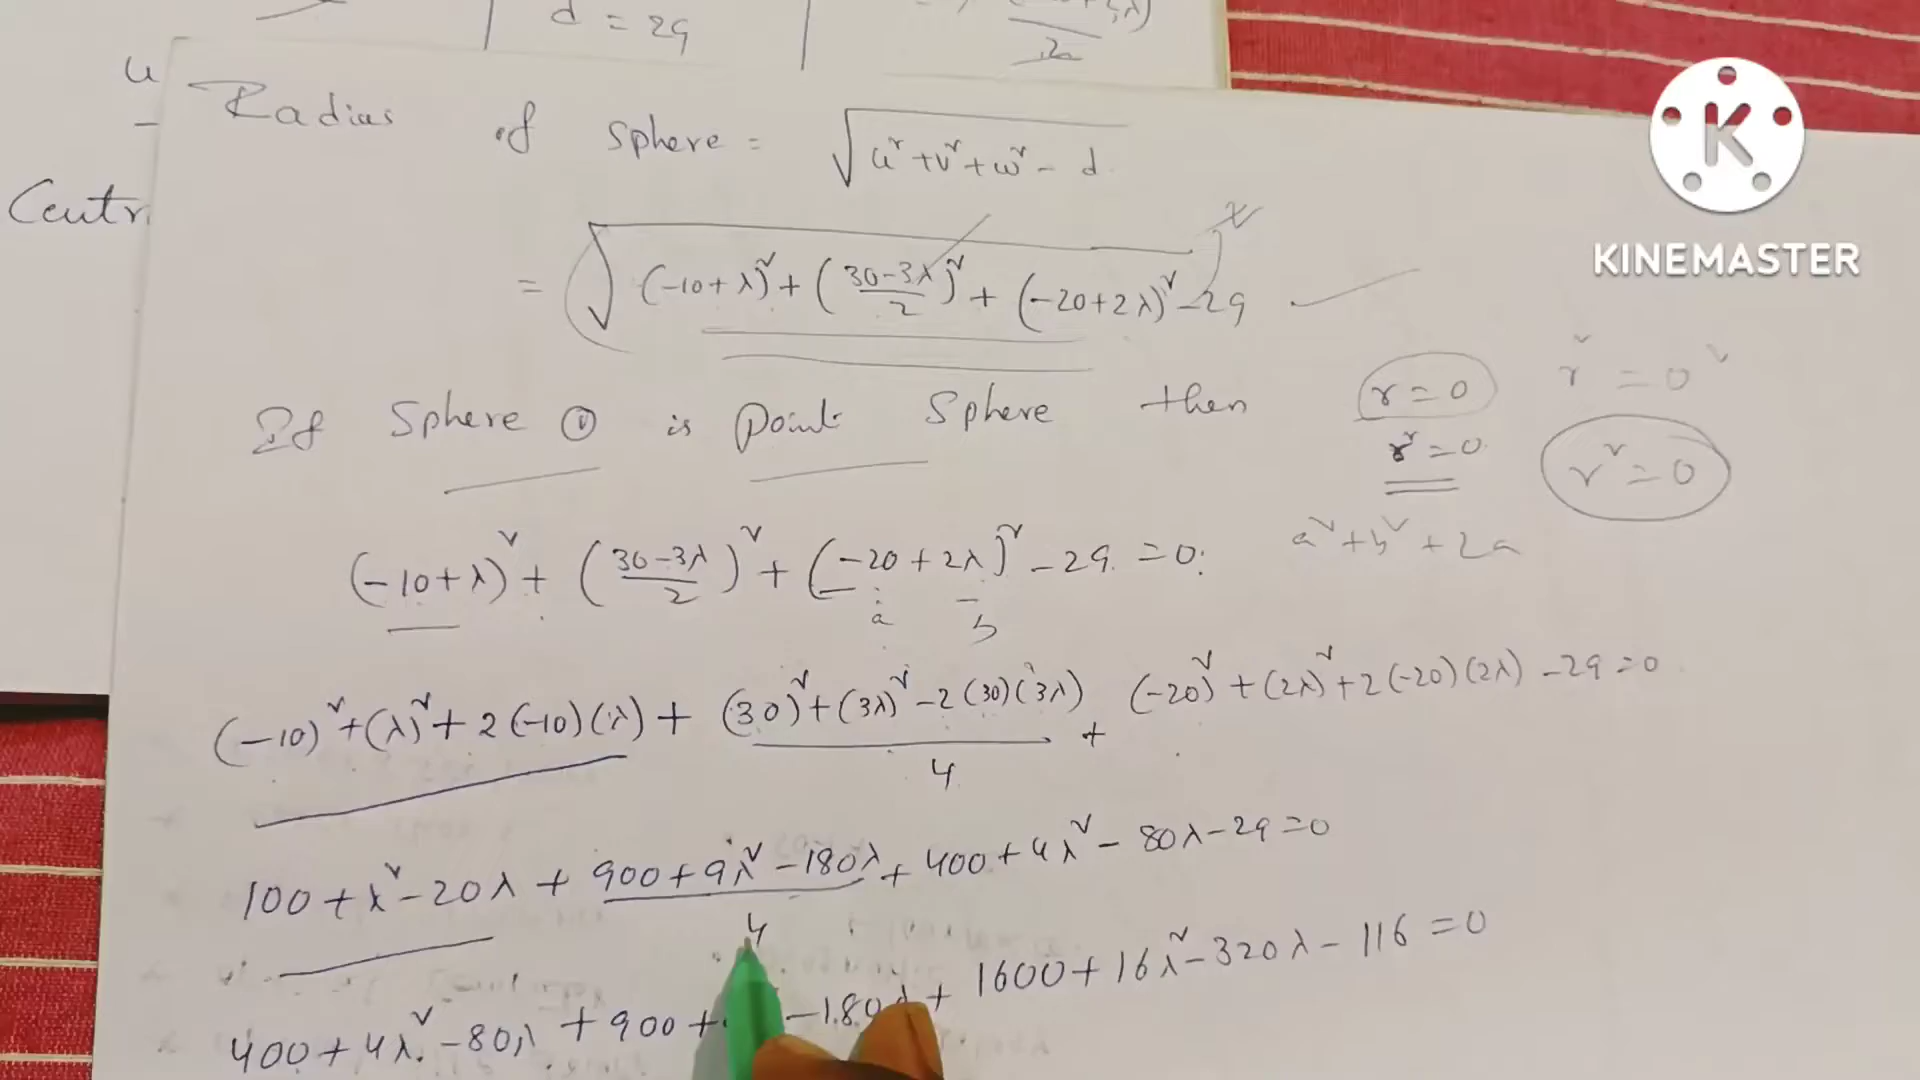 d = 29
2a
u
Radius of sphere = √(u² + v² + w² - d)
Centr
= √((-10+λ)² + ((30-3λ)/2)² + (-20+2λ)² - 29)
If Sphere ① is point sphere then r = 0
r² = 0
r² = 0
r² = 0
(-10+λ)² + ((30-3λ)/2)² + (-20+2λ)² - 29 = 0
a² + b² + 2a
a b
(-10)² + (λ)² + 2(-10)(λ) + ((30)² + (3λ)² - 2(30)(3λ))/4 + (-20)² + (2λ)² + 2(-20)(2λ) - 29 = 0
100 + λ² - 20λ + (900 + 9λ² - 180λ)/4 + 400 + 4λ² - 80λ - 29 = 0
400 + 4λ² - 80λ + 900 + - 180λ + 1600 + 16λ² - 320λ - 116 = 0
K
KINEMASTER